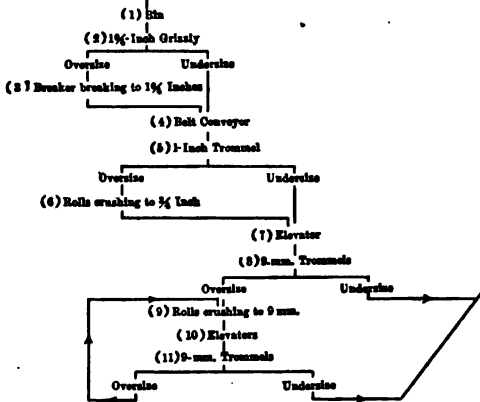 (1) Bin
(2) 1½-Inch Grizzly
Oversize Undersize
(3) Breaker breaking to 1½ Inches
(4) Belt Conveyor
(5) 1-Inch Trommel
Oversize Undersize
(6) Rolls crushing to Inch
(7) Elevator
(8) 9-mm. Trommels
Oversize Undersize
(9) Rolls crushing to 9 mm.
(10) Elevators
(11) 9-mm. Trommels
Oversize Undersize